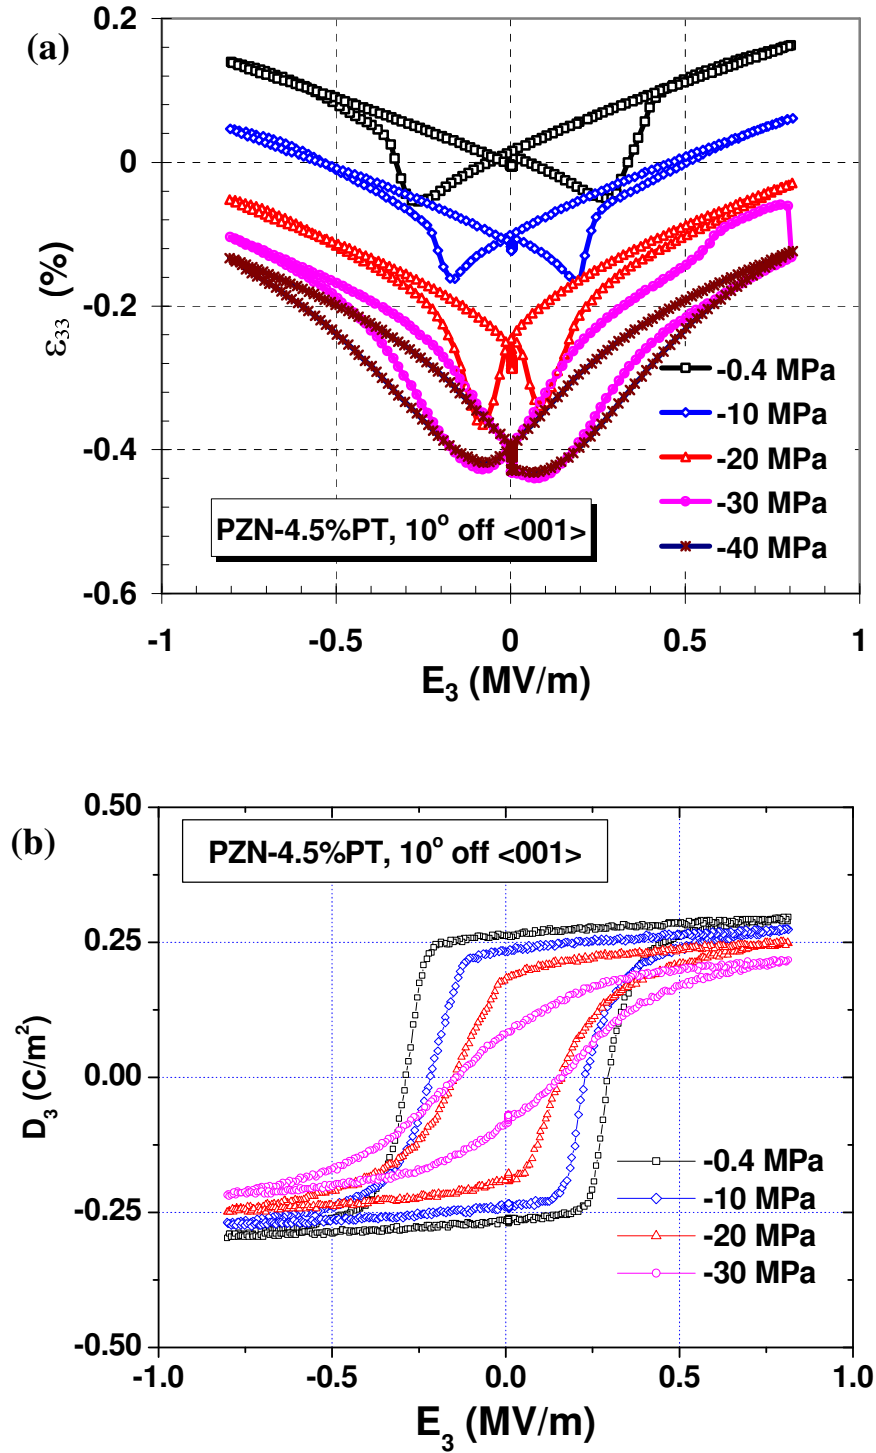 (a)
0.2
0
-0.2
-0.4
-0.6
ε33 (%)
-0.4 MPa
-10 MPa
-20 MPa
-30 MPa
-40 MPa
PZN-4.5%PT, 10° off <001>
-1 -0.5 0 0.5 1
E3 (MV/m)
(b)
0.50
0.25
0.00
-0.25
-0.50
D3 (C/m²)
PZN-4.5%PT, 10° off <001>
-0.4 MPa
-10 MPa
-20 MPa
-30 MPa
-1.0 -0.5 0.0 0.5 1.0
E3 (MV/m)